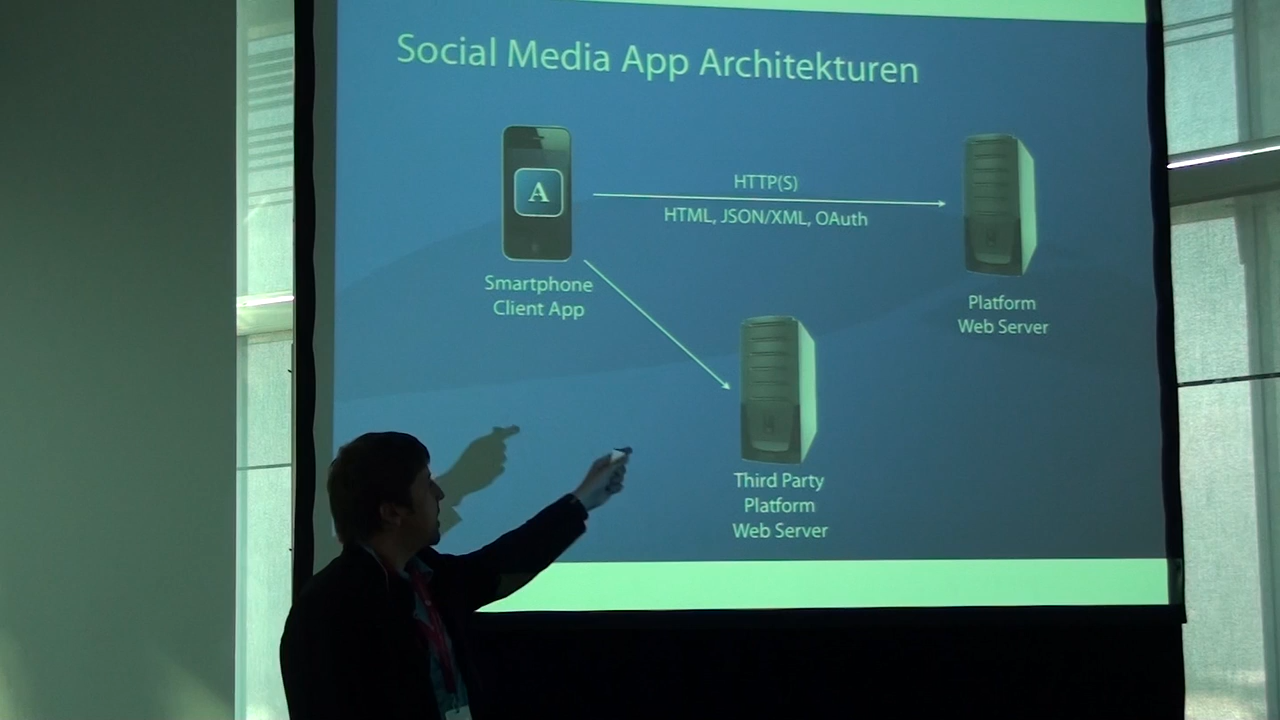 Social Media App Architekturen
A
HTTP(S)
HTML, JSON/XML, OAuth
Smartphone
Client App
Platform
Web Server
Third Party
Platform
Web Server